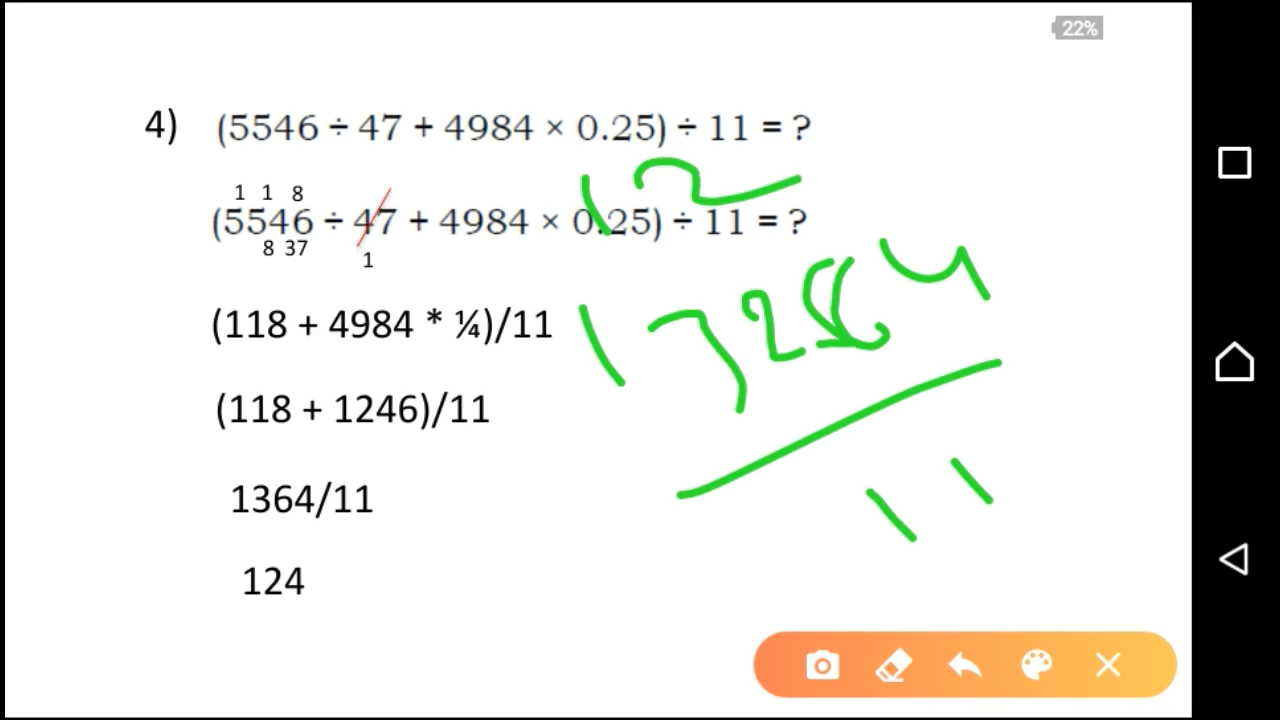 22%
4) (5546 ÷ 47 + 4984 × 0.25) ÷ 11 = ?
1 1 8
(5546 ÷ 47 + 4984 × 0.25) ÷ 11 = ?
8 37
1
(118 + 4984 * ¼)/11
(118 + 1246)/11
1364/11
124
12
11